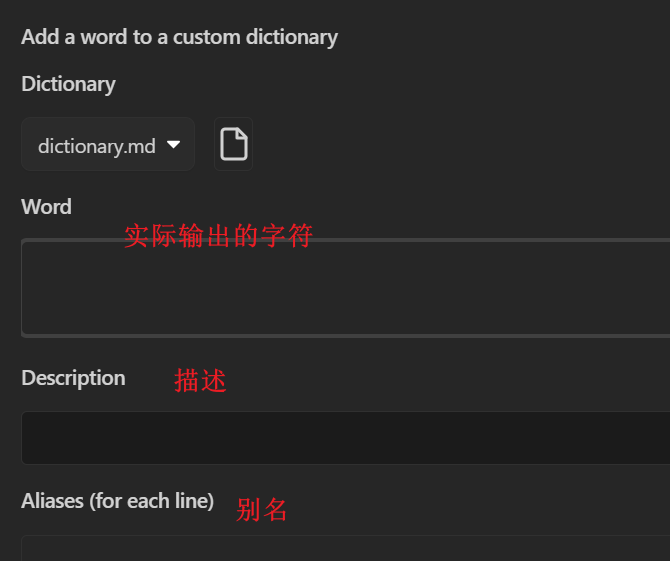 Add a word to a custom dictionary
Dictionary
dictionary.md
Word
实际输出的字符
Description
描述
Aliases (for each line)
别名